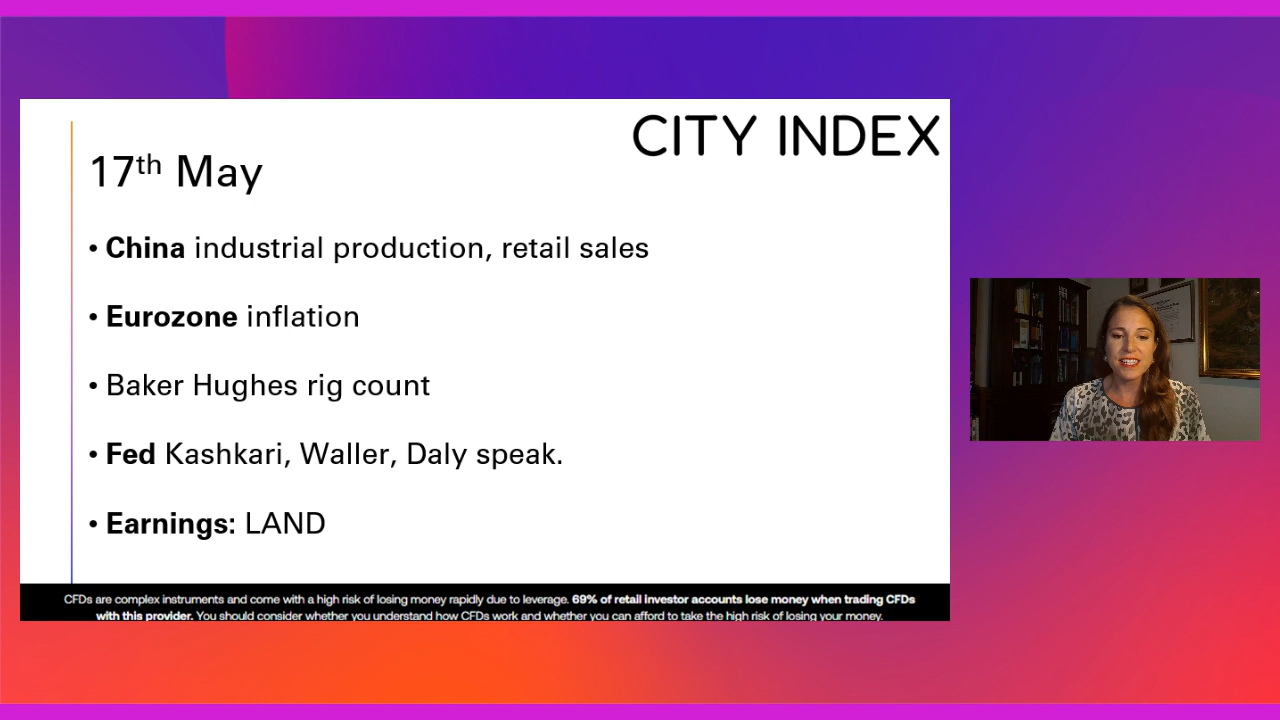 CITY INDEX
17th May
• China industrial production, retail sales
• Eurozone inflation
• Baker Hughes rig count
• Fed Kashkari, Waller, Daly speak.
• Earnings: LAND
CFDs are complex instruments and come with a high risk of losing money rapidly due to leverage. 69% of retail investor accounts lose money when trading CFDs
with this provider. You should consider whether you understand how CFDs work and whether you can afford to take the high risk of losing your money.